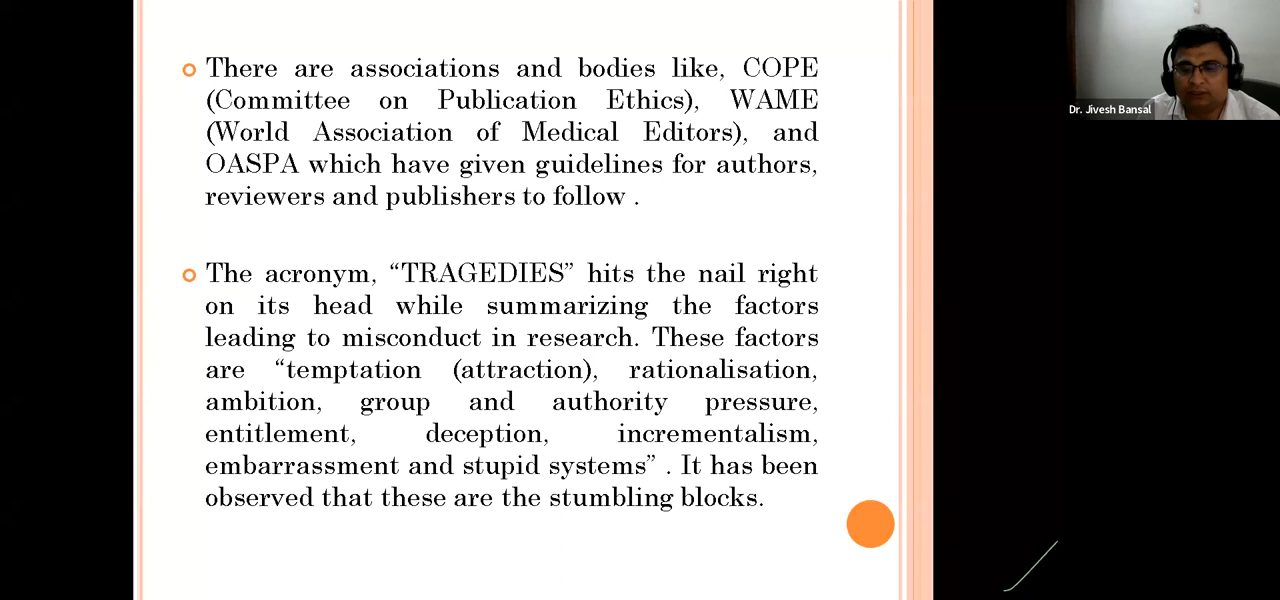 There are associations and bodies like, COPE
(Committee on Publication Ethics), WAME
(World Association of Medical Editors), and
OASPA which have given guidelines for authors,
reviewers and publishers to follow .
The acronym, “TRAGEDIES” hits the nail right
on its head while summarizing the factors
leading to misconduct in research. These factors
are “temptation (attraction), rationalisation,
ambition, group and authority pressure,
entitlement, deception, incrementalism,
embarrassment and stupid systems” . It has been
observed that these are the stumbling blocks.
Dr. Jivesh Bansal